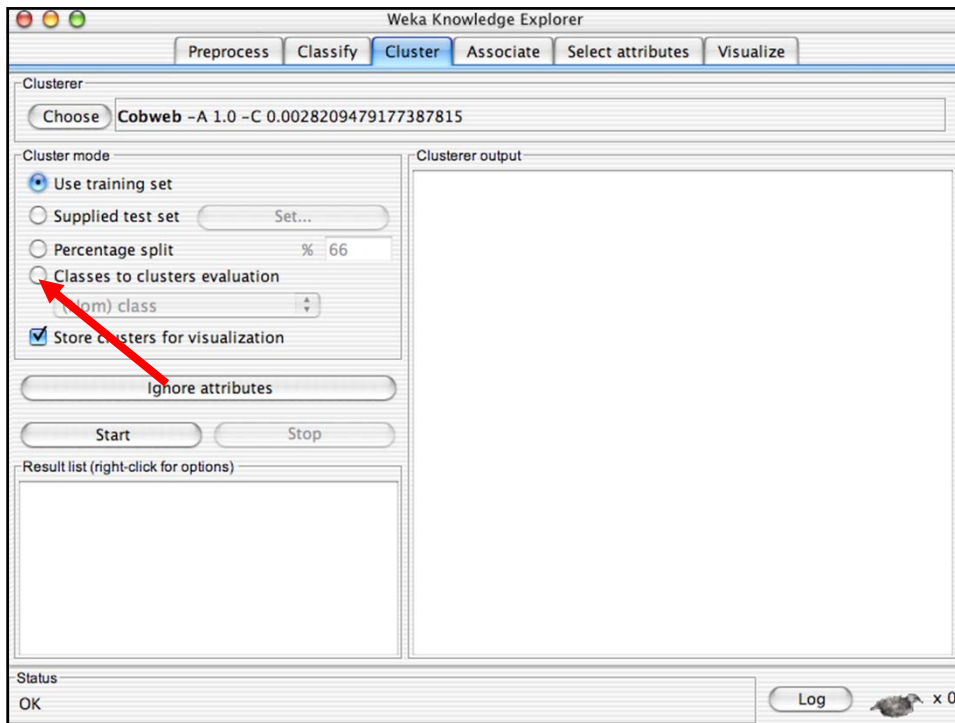 Weka Knowledge Explorer
Preprocess Classify Cluster Associate Select attributes Visualize
Clusterer
Choose Cobweb -A 1.0 -C 0.0028209479177387815
Cluster mode
Use training set
Supplied test set Set...
Percentage split % 66
Classes to clusters evaluation
(Nom) class
Store clusters for visualization
Ignore attributes
Start Stop
Result list (right-click for options)
Clusterer output
Status
OK
Log x 0